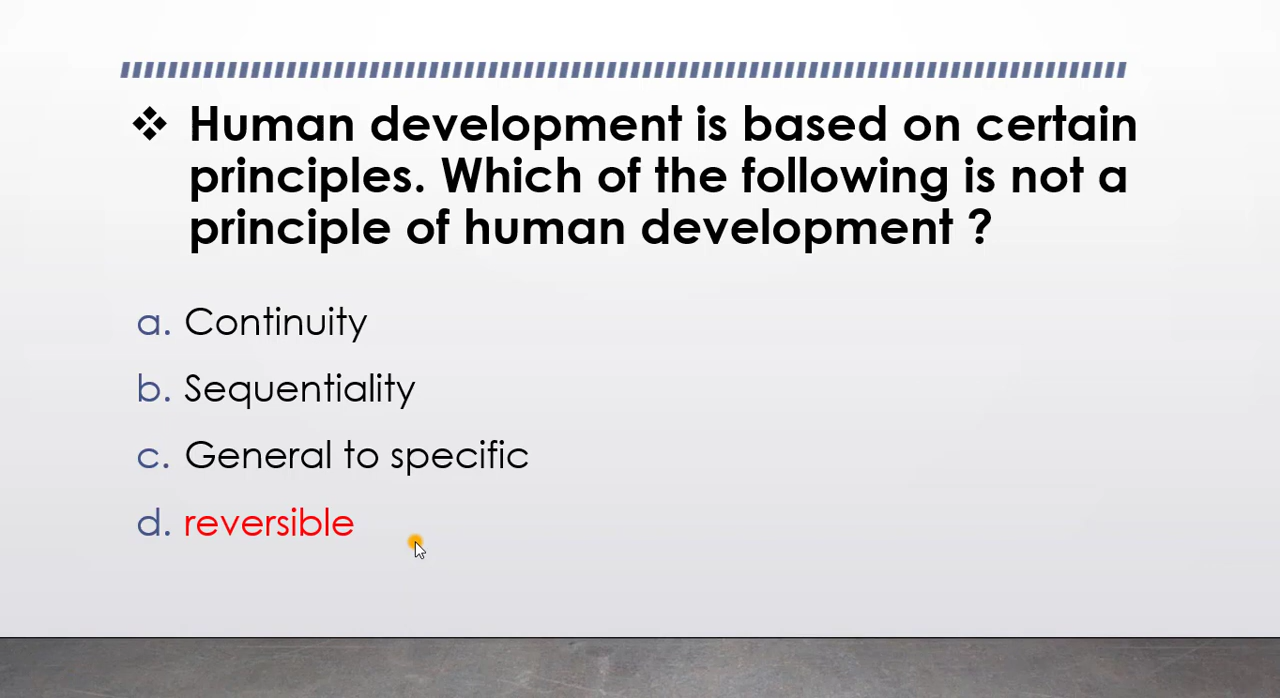 ❖ Human development is based on certain
principles. Which of the following is not a
principle of human development ?
a. Continuity
b. Sequentiality
c. General to specific
d. reversible